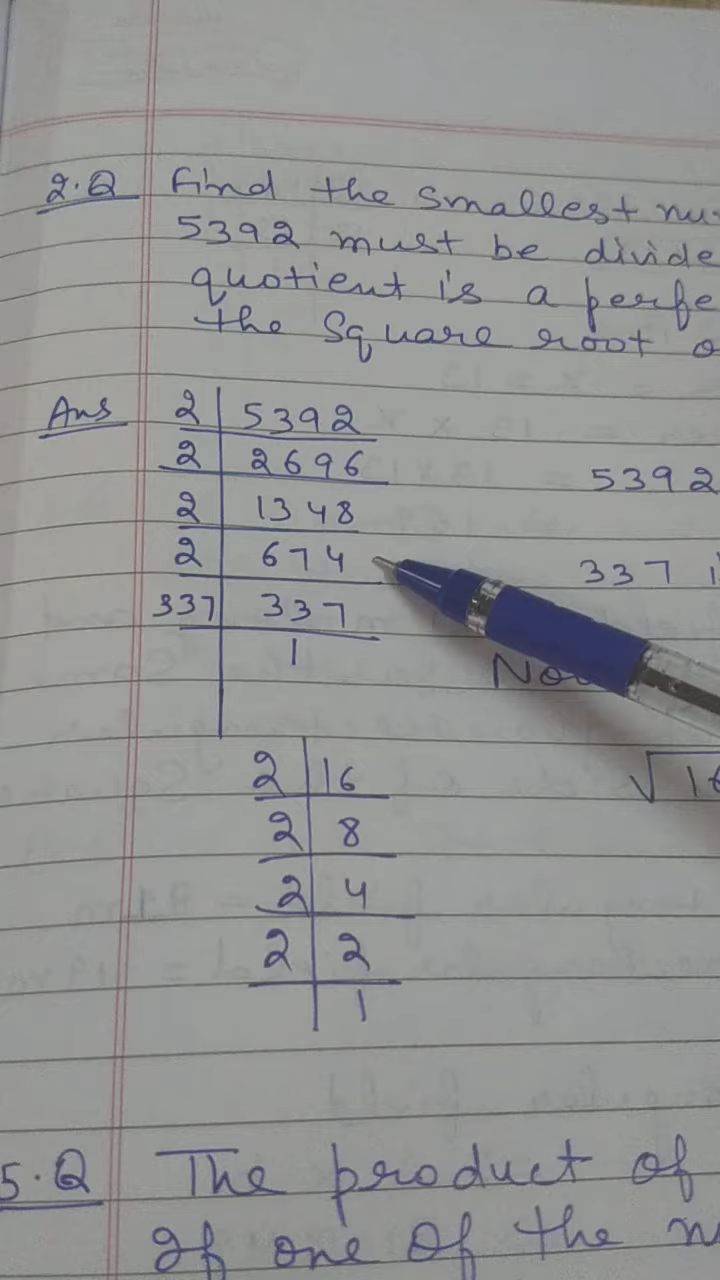 2.Q Find the smallest
5392 must be divide
quotient is a perfe
the Square root
Ans 2 5392
2 2696 5392
2 1348
2 674 337
337 337
1
2 16 √16
2 8
2 4
2 2
1
5.Q The product of
If one of the